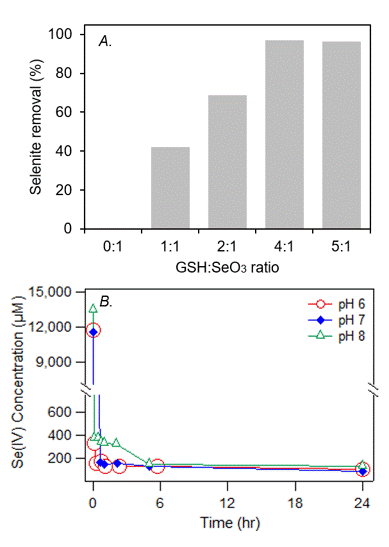 A.
Selenite removal (%)
100
80
60
40
20
0
0:1 1:1 2:1 4:1 5:1
GSH:SeO3 ratio
B.
Se(IV) Concentration (µM)
15,000
12,000
9,000
600
400
200
pH 6
pH 7
pH 8
0 6 12 18 24
Time (hr)